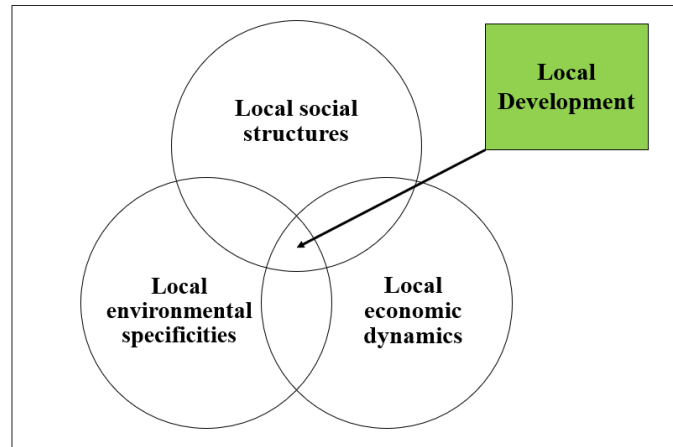 Local social
structures
Local
Development
Local
environmental
specificities
Local
economic
dynamics